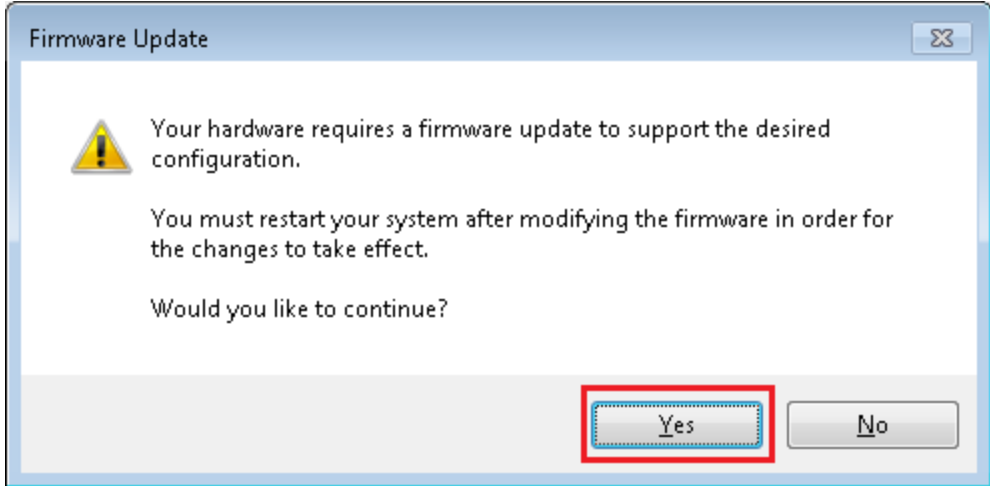 Firmware Update
Your hardware requires a firmware update to support the desired
configuration.
You must restart your system after modifying the firmware in order for
the changes to take effect.
Would you like to continue?
Yes
No